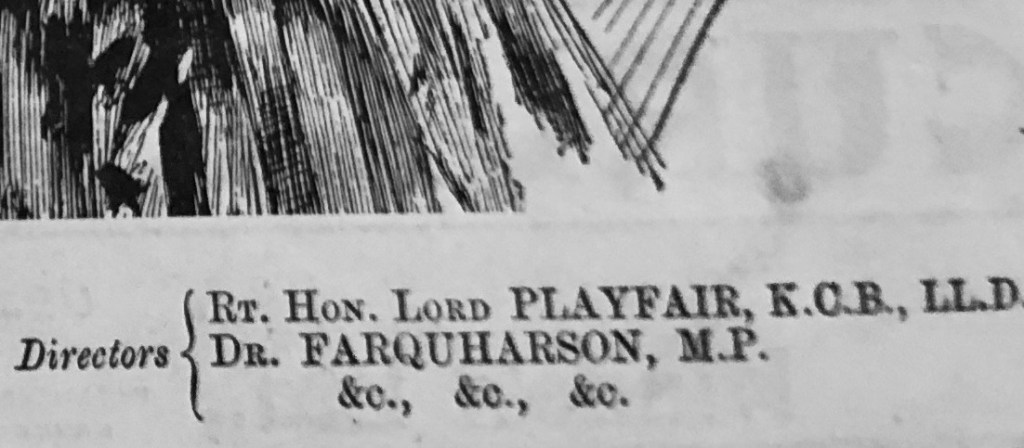 Directors { Rt. Hon. Lord PLAYFAIR, K.C.B., LL.D.
Dr. FARQUHARSON, M.P.
&c., &c., &c.